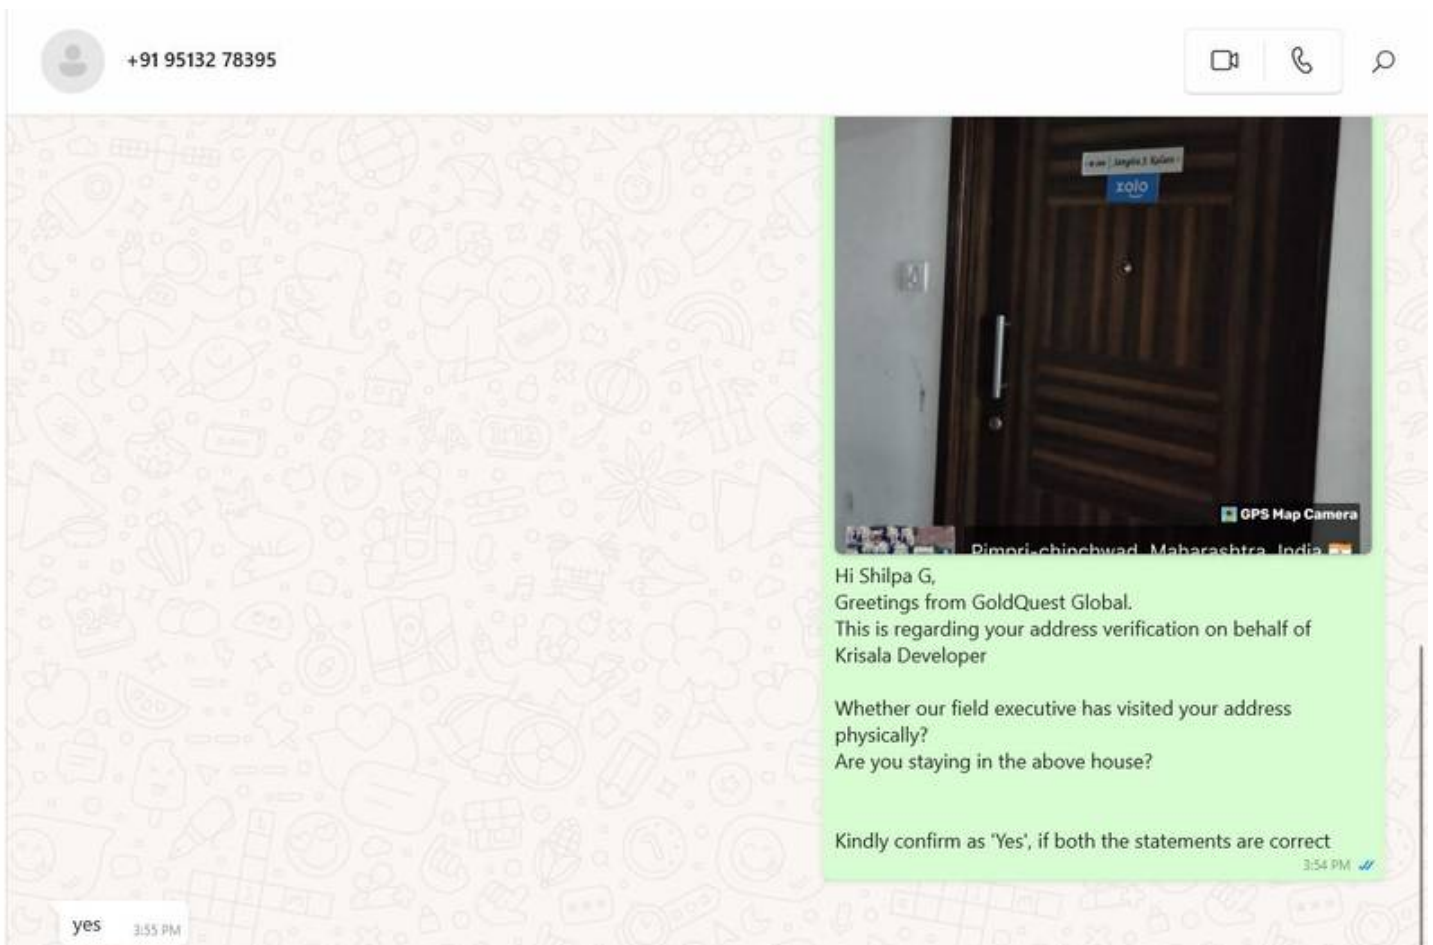 +91 95132 78395
xolo
GPS Map Camera
Pimpri-chinchwad, Maharashtra, India
Hi Shilpa G,
Greetings from GoldQuest Global.
This is regarding your address verification on behalf of
Krisala Developer
Whether our field executive has visited your address
physically?
Are you staying in the above house?
Kindly confirm as 'Yes', if both the statements are correct
3:54 PM
yes
3:55 PM